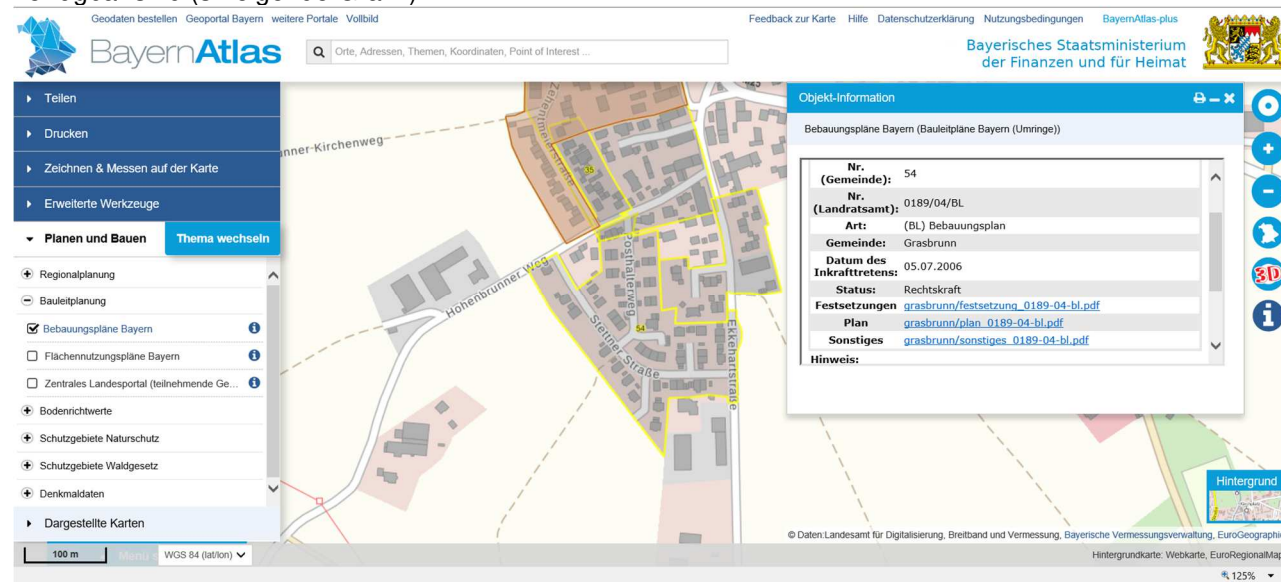 Geodaten bestellen Geoportal Bayern weitere Portale Vollbild
Feedback zur Karte Hilfe Datenschutzerklärung Nutzungsbedingungen BayernAtlas-plus
BayernAtlas
Orte, Adressen, Themen, Koordinaten, Point of Interest ...
Bayerisches Staatsministerium
der Finanzen und für Heimat
Teilen
Drucken
Zeichnen & Messen auf der Karte
Erweiterte Werkzeuge
Planen und Bauen Thema wechseln
Regionalplanung
Bauleitplanung
Bebauungspläne Bayern
Flächennutzungspläne Bayern
Zentrales Landesportal (teilnehmende Ge...
Bodenrichtwerte
Schutzgebiete Naturschutz
Schutzgebiete Waldgesetz
Denkmaldaten
Dargestellte Karten
100 m
WGS 84 (lat/lon)
nner-Kirchenweg
35
Höhenbrunner Weg
Posthalterweg
54
Stettner Straße
Ekkehartstraße
Objekt-Information
Bebauungspläne Bayern (Bauleitpläne Bayern (Umringe))
Nr.
(Gemeinde): 54
Nr.
(Landratsamt): 0189/04/BL
Art: (BL) Bebauungsplan
Gemeinde: Grasbrunn
Datum des
Inkrafttretens: 05.07.2006
Status: Rechtskraft
Festsetzungen grasbrunn/festsetzung_0189-04-bl.pdf
Plan grasbrunn/plan_0189-04-bl.pdf
Sonstiges grasbrunn/sonstiges_0189-04-bl.pdf
Hinweis:
3D
Hintergrund
© Daten:Landesamt für Digitalisierung, Breitband und Vermessung, Bayerische Vermessungsverwaltung, EuroGeographi
Hintergrundkarte: Webkarte, EuroRegionalMap
125%